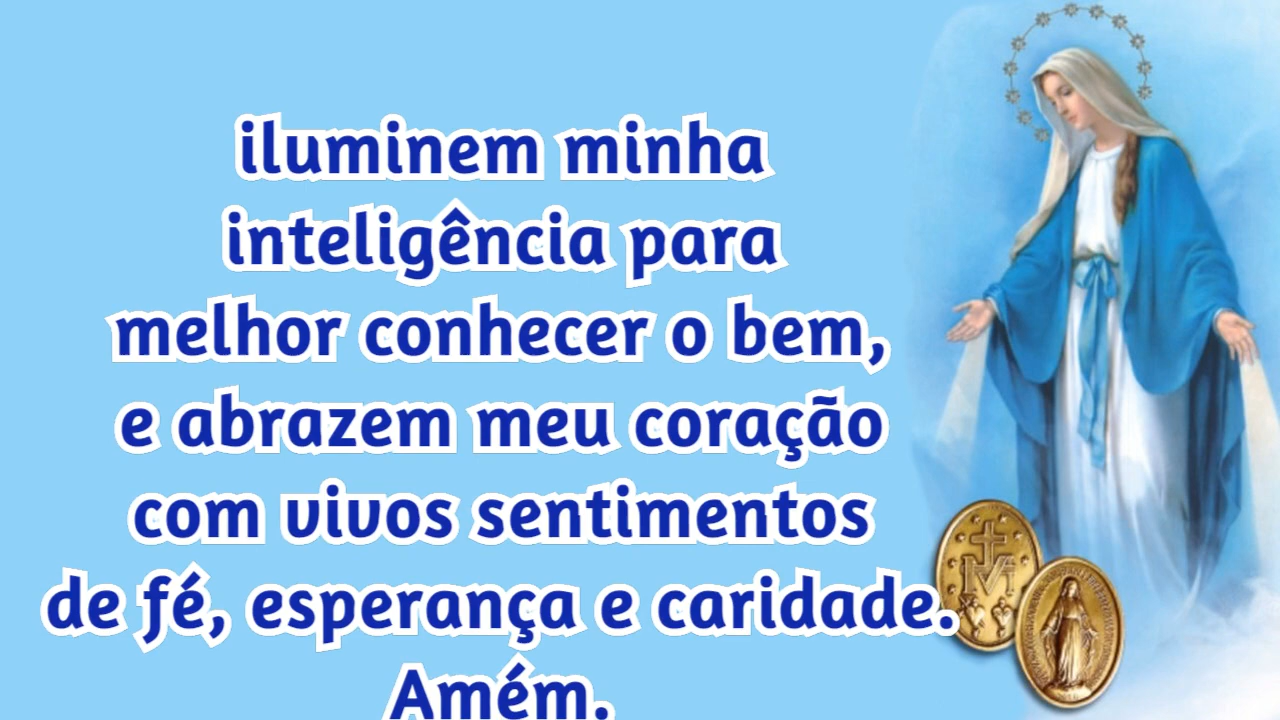 iluminem minha
inteligência para
melhor conhecer o bem,
e abrazem meu coração
com vivos sentimentos
de fé, esperança e caridade.
Amém.